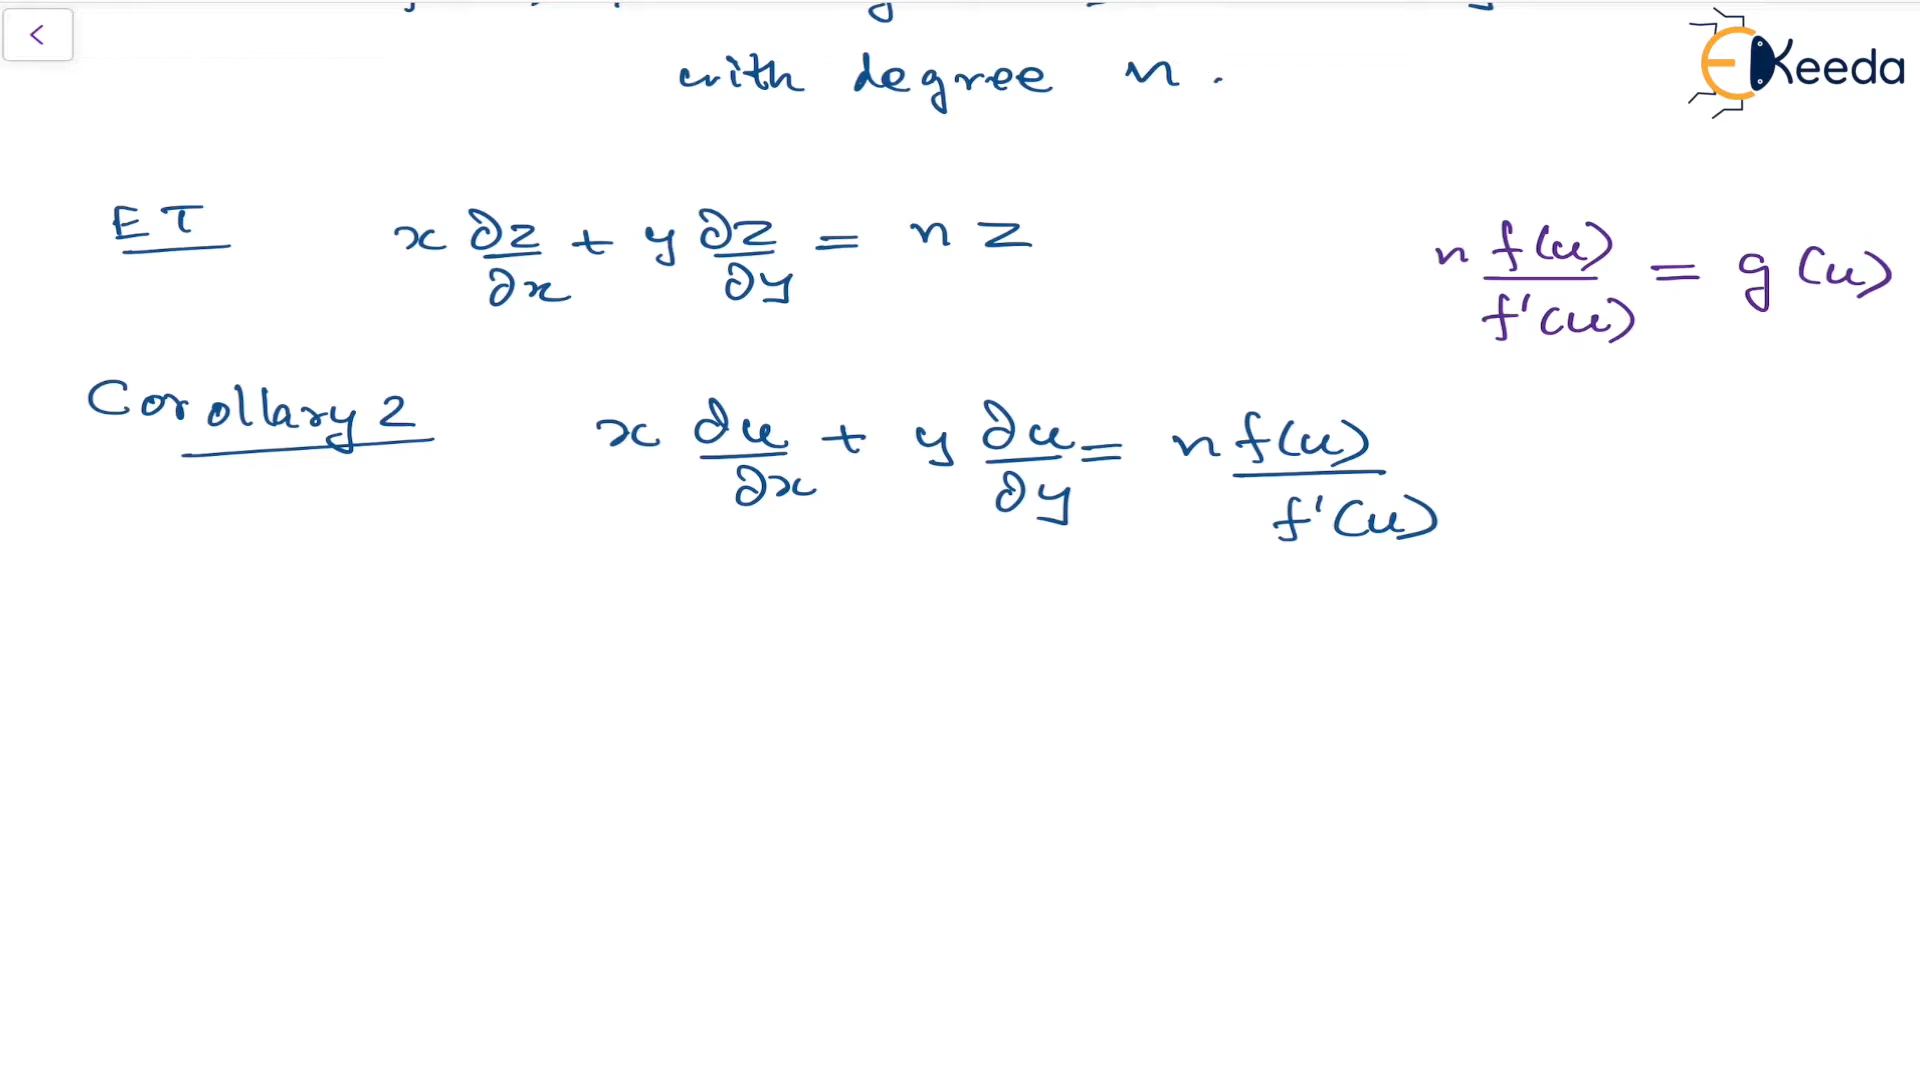 with degree n.
Keeda
ET x ∂z/∂x + y ∂z/∂y = n z
n f(u)/f'(u) = g(u)
Corollary 2 x ∂u/∂x + y ∂u/∂y = n f(u)/f'(u)